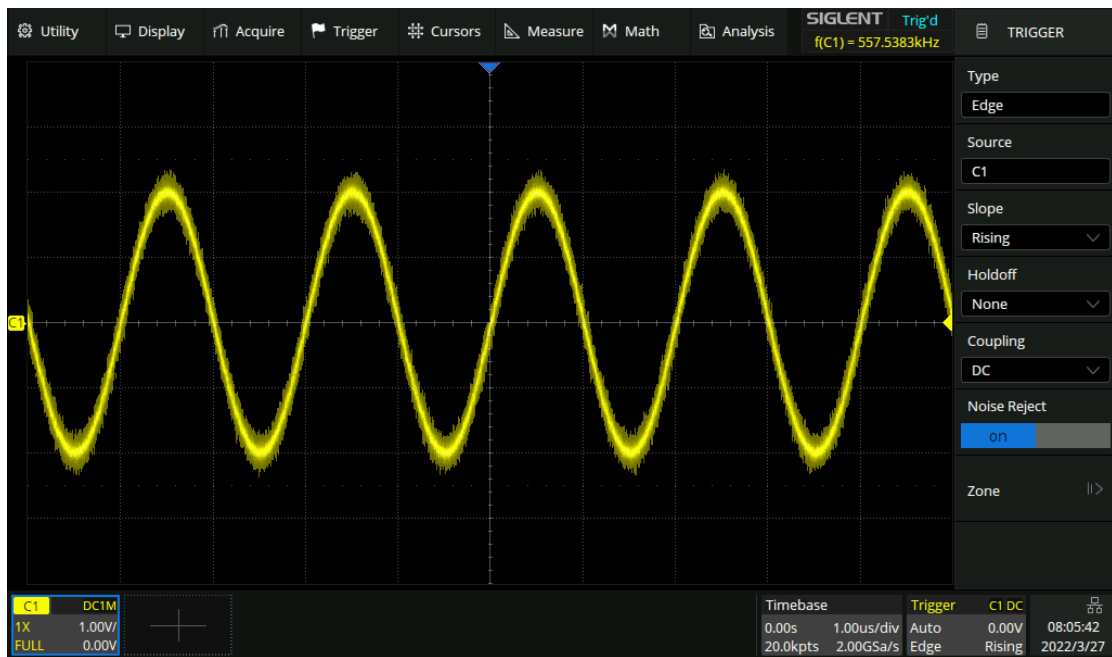 Utility Display Acquire Trigger Cursors Measure Math Analysis
SIGLENT Trig'd
f(C1) = 557.5383kHz
TRIGGER
Type
Edge
Source
C1
Slope
Rising
Holdoff
None
Coupling
DC
Noise Reject
on
Zone
C1
C1 DC1M
1X 1.00V/
FULL 0.00V
Timebase
0.00s 1.00us/div
20.0kpts 2.00GSa/s
Trigger C1 DC
Auto 0.00V
Edge Rising
08:05:42
2022/3/27